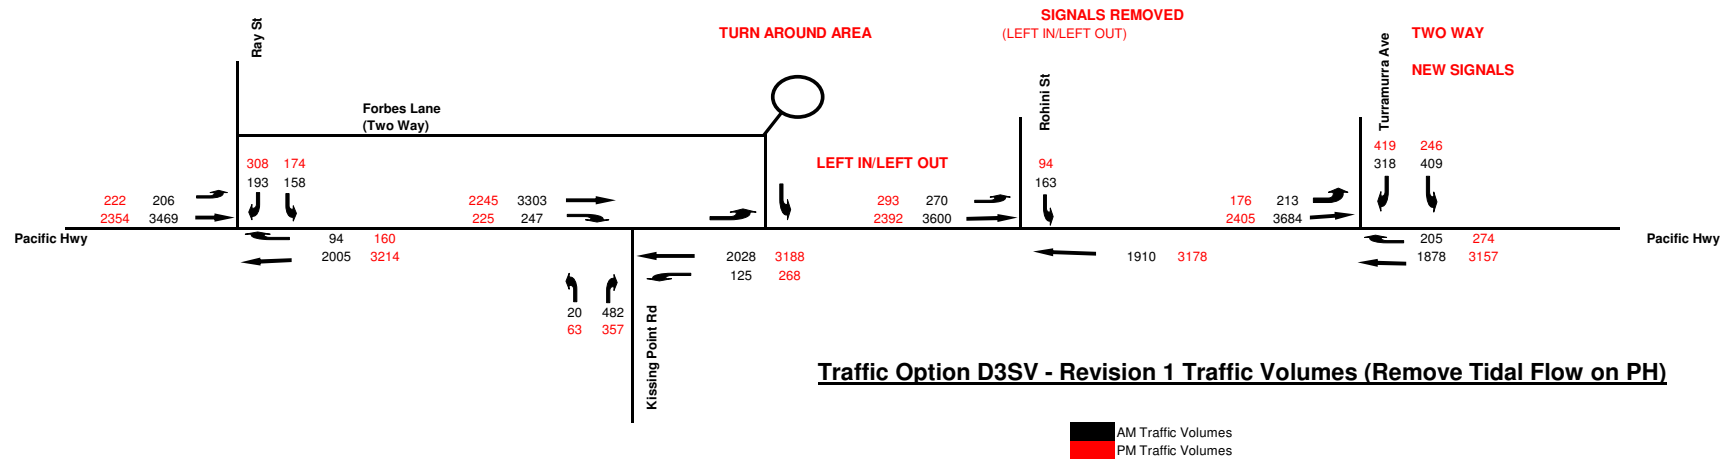 SIGNALS REMOVED
Ray St
TURN AROUND AREA
(LEFT IN/LEFT OUT)
Turramurra Ave
TWO WAY
NEW SIGNALS
Rohini St
Forbes Lane
(Two Way)
419 246
308 174
LEFT IN/LEFT OUT
94
318 409
193 158
163
222 206
2245 3303
293 270
176 213
2354 3469
225 247
2392 3600
2405 3684
Pacific Hwy
94 160
205 274
Pacific Hwy
2005 3214
2028 3188
1910 3178
1878 3157
125 268
20 482
63 357
Kissing Point Rd
Traffic Option D3SV - Revision 1 Traffic Volumes (Remove Tidal Flow on PH)
AM Traffic Volumes
PM Traffic Volumes